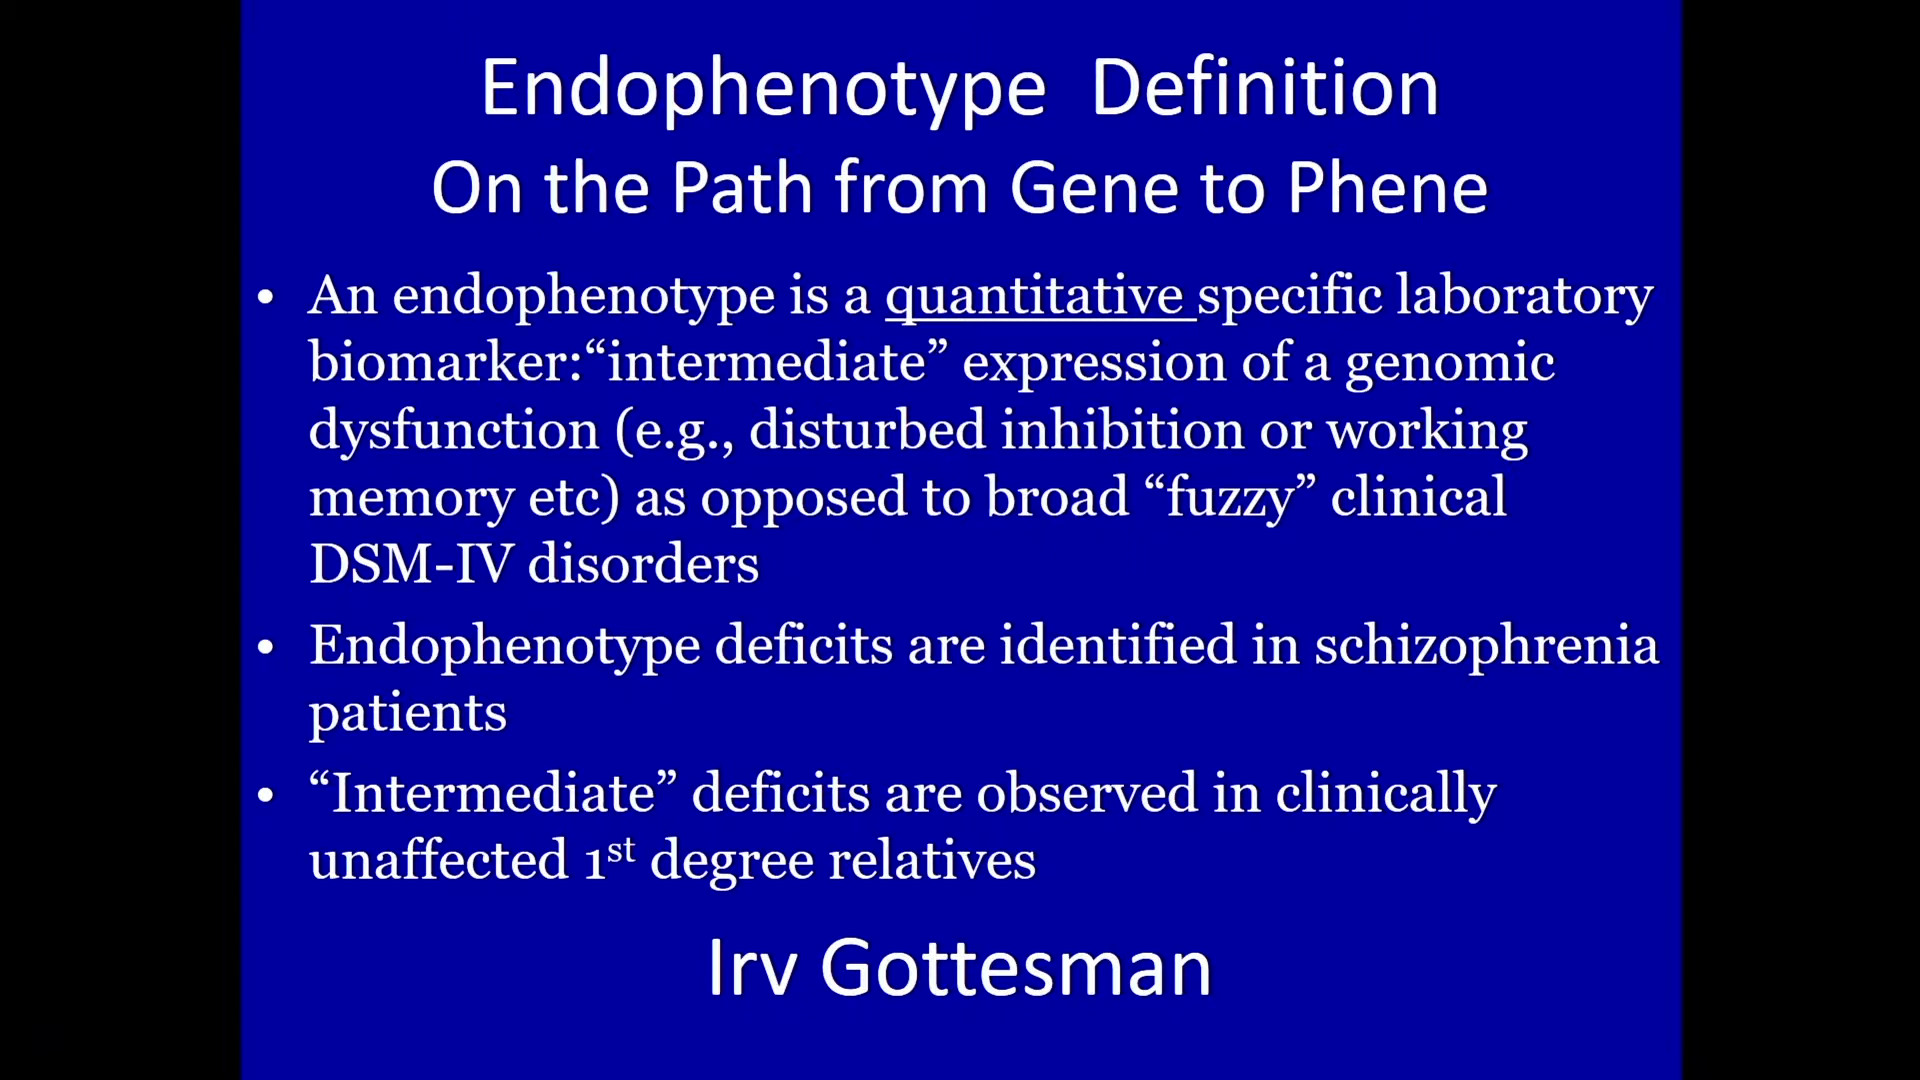 Endophenotype  Definition
On the Path from Gene to Phene
• An endophenotype is a quantitative specific laboratory
biomarker:“intermediate” expression of a genomic
dysfunction (e.g., disturbed inhibition or working
memory etc) as opposed to broad “fuzzy” clinical
DSM-IV disorders
• Endophenotype deficits are identified in schizophrenia
patients
• “Intermediate” deficits are observed in clinically
unaffected 1st degree relatives
Irv Gottesman